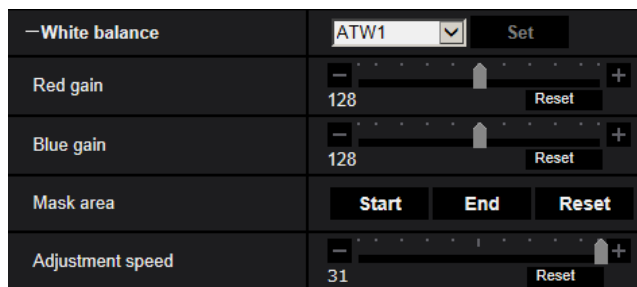 —White balance ATW1 Set
Red gain − +
128 Reset
Blue gain − +
128 Reset
Mask area Start End Reset
Adjustment speed − +
31 Reset